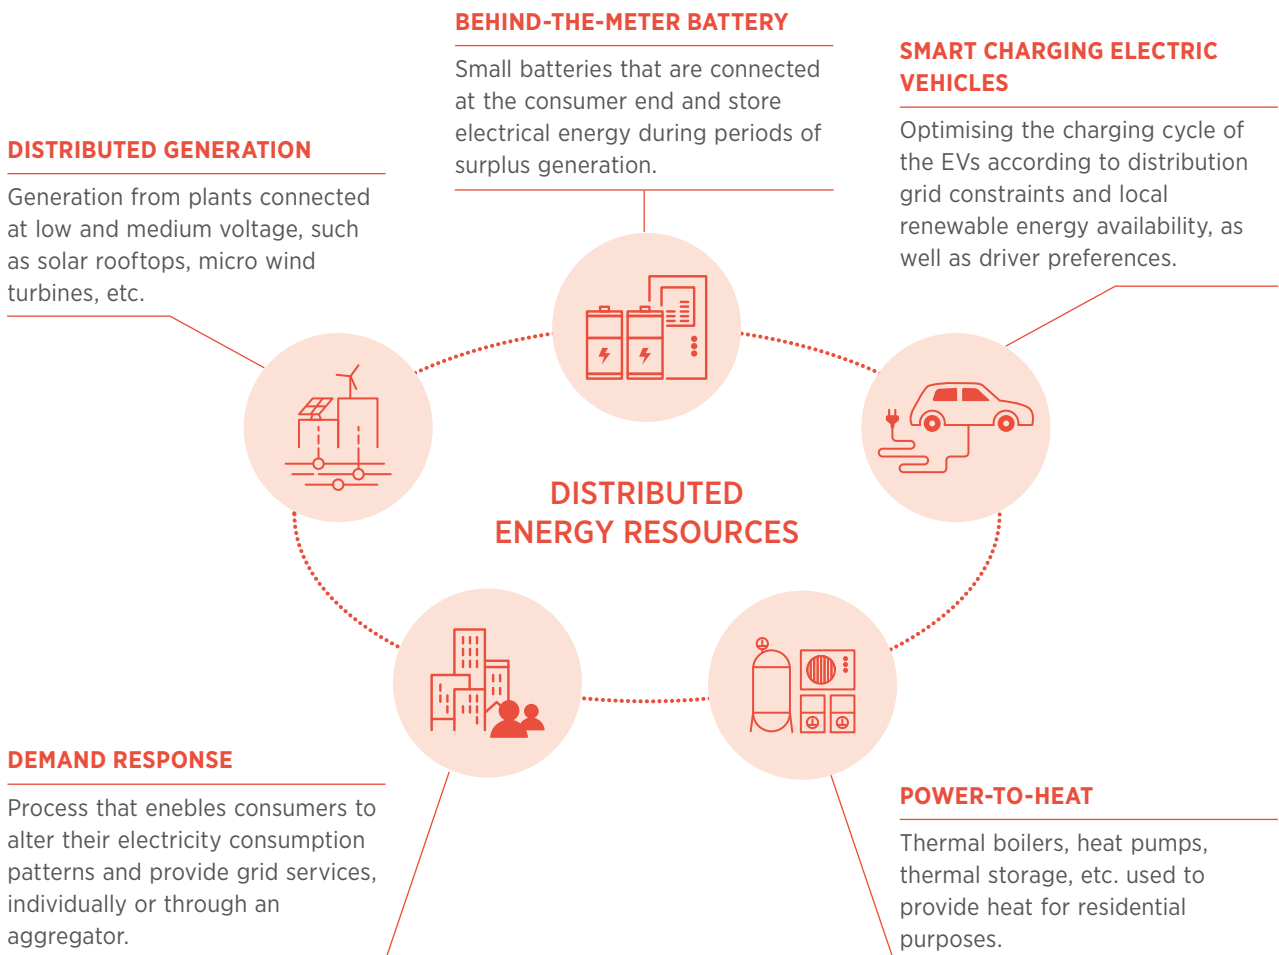 BEHIND-THE-METER BATTERY
Small batteries that are connected
at the consumer end and store
electrical energy during periods of
surplus generation.
SMART CHARGING ELECTRIC
VEHICLES
Optimising the charging cycle of
the EVs according to distribution
grid constraints and local
renewable energy availability, as
well as driver preferences.
DISTRIBUTED GENERATION
Generation from plants connected
at low and medium voltage, such
as solar rooftops, micro wind
turbines, etc.
DISTRIBUTED
ENERGY RESOURCES
DEMAND RESPONSE
Process that enebles consumers to
alter their electricity consumption
patterns and provide grid services,
individually or through an
aggregator.
POWER-TO-HEAT
Thermal boilers, heat pumps,
thermal storage, etc. used to
provide heat for residential
purposes.